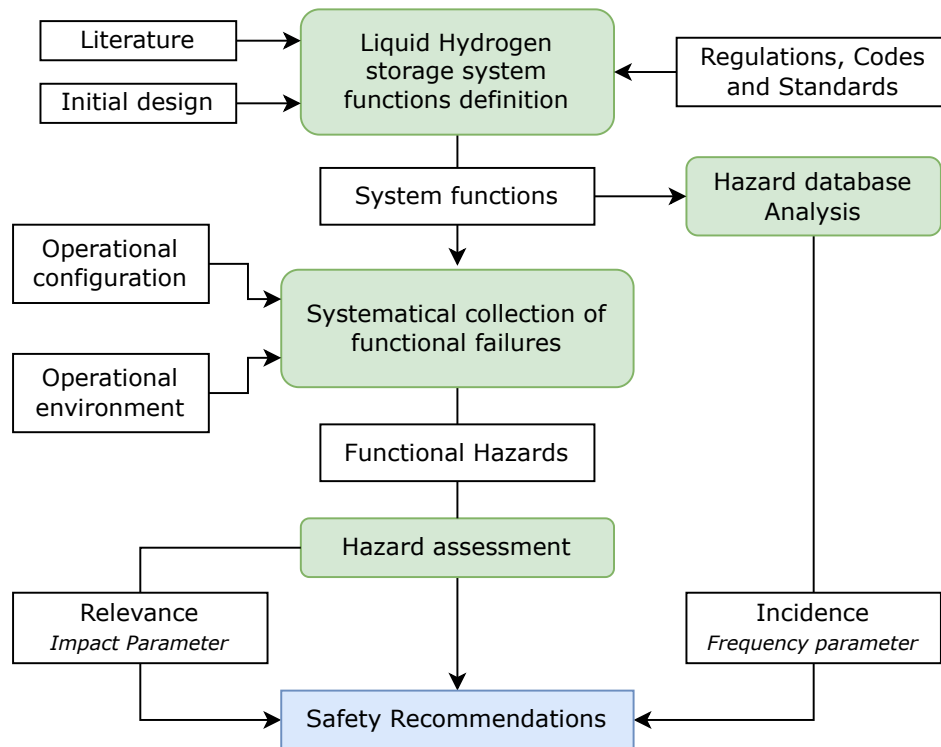 Literature
Initial design
Liquid Hydrogen
storage system
functions definition
Regulations, Codes
and Standards
System functions
Hazard database
Analysis
Operational
configuration
Systematical collection of
functional failures
Operational
environment
Functional Hazards
Hazard assessment
Relevance
Impact Parameter
Incidence
Frequency parameter
Safety Recommendations